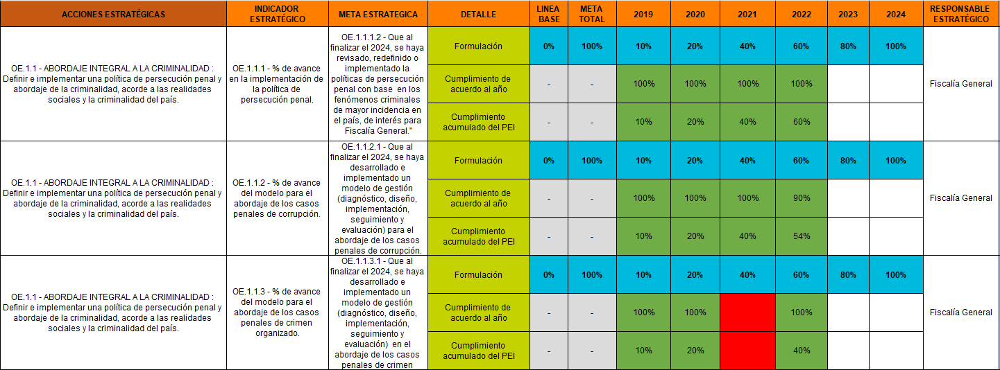 ACCIONES ESTRATÉGICAS
INDICADOR
ESTRATÉGICO
META ESTRATEGICA
DETALLE
LINEA
BASE
META
TOTAL
2019
2020
2021
2022
2023
2024
RESPONSABLE
ESTRATÉGICO
OE.1.1 - ABORDAJE INTEGRAL A LA CRIMINALIDAD :
Definir e implementar una política de persecución penal y
abordaje de la criminalidad, acorde a las realidades
sociales y la criminalidad del país.
OE.1.1.1 - % de avance
en la implementación de
la política de
persecución penal.
OE.1.1.1.2 - Que al
finalizar el 2024, se haya
revisado, redefinido o
implementado la
políticas de persecución
penal con base en los
fenómenos criminales
de mayor incidencia en
el país, de interés para
Fiscalía General."
Formulación
0%
100%
10%
20%
40%
60%
80%
100%
Cumplimiento de
acuerdo al año
-
-
100%
100%
100%
100%
Cumplimiento
acumulado del PEI
-
-
10%
20%
40%
60%
Fiscalía General
OE.1.1 - ABORDAJE INTEGRAL A LA CRIMINALIDAD :
Definir e implementar una política de persecución penal y
abordaje de la criminalidad, acorde a las realidades
sociales y la criminalidad del país.
OE.1.1.2 - % de avance
del modelo para el
abordaje de los casos
penales de corrupción.
OE.1.1.2.1 - Que al
finalizar el 2024, se haya
desarrollado e
implementado un
modelo de gestión
(diagnóstico, diseño,
implementación,
seguimiento y
evaluación) para el
abordaje de los casos
penales de corrupción.
Formulación
0%
100%
10%
20%
40%
60%
80%
100%
Cumplimiento de
acuerdo al año
-
-
100%
100%
100%
90%
Cumplimiento
acumulado del PEI
-
-
10%
20%
40%
54%
Fiscalía General
OE.1.1 - ABORDAJE INTEGRAL A LA CRIMINALIDAD :
Definir e implementar una política de persecución penal y
abordaje de la criminalidad, acorde a las realidades
sociales y la criminalidad del país.
OE.1.1.3 - % de avance
del modelo para el
abordaje de los casos
penales de crimen
organizado.
OE.1.1.3.1 - Que al
finalizar el 2024, se haya
desarrollado e
implementado un
modelo de gestión
(diagnóstico, diseño,
implementación,
seguimiento y
evaluación) en el
abordaje de los casos
penales de crimen
Formulación
0%
100%
10%
20%
40%
60%
80%
100%
Cumplimiento de
acuerdo al año
-
-
100%
100%
100%
Cumplimiento
acumulado del PEI
-
-
10%
20%
40%
Fiscalía General